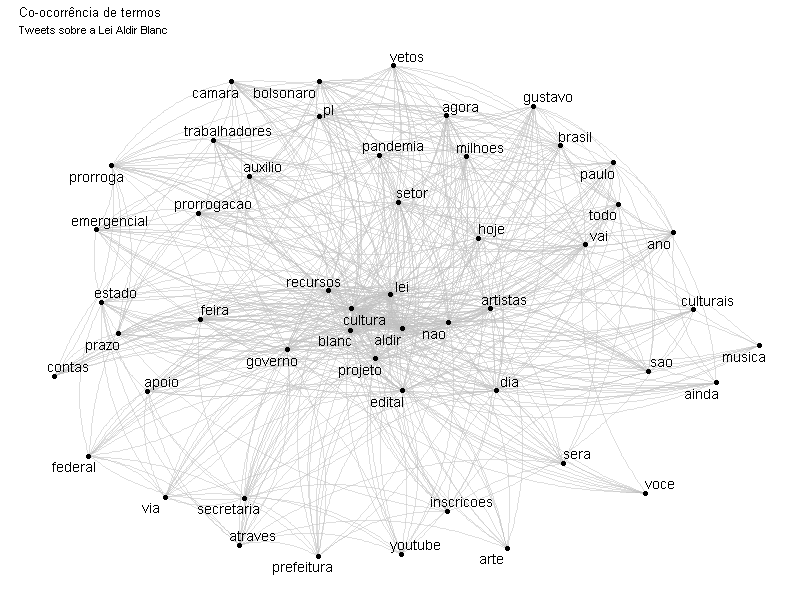 Co-ocorrência de termos
Tweets sobre a Lei Aldir Blanc
vetos
camara
bolsonaro
gustavo
pl
agora
trabalhadores
brasil
pandemia
milhoes
auxilio
paulo
prorroga
setor
prorrogacao
todo
emergencial
hoje
vai
ano
recursos
lei
estado
artistas
culturais
feira
cultura
nao
blanc
aldir
prazo
musica
governo
sao
contas
projeto
apoio
dia
ainda
edital
sera
federal
voce
inscricoes
via
secretaria
atraves
youtube
arte
prefeitura